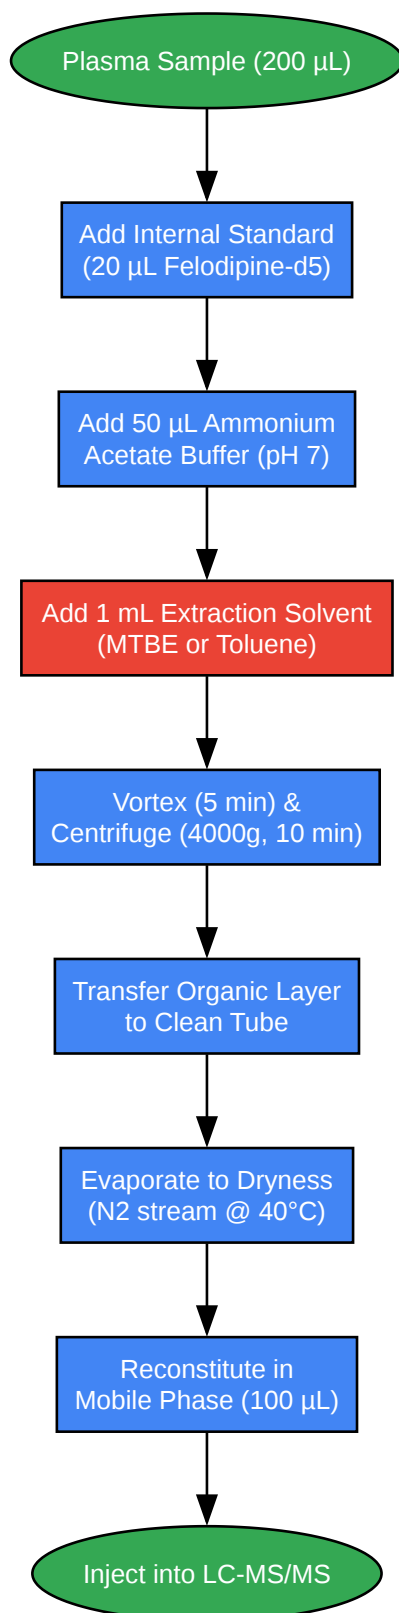 Plasma Sample (200 µL)
Add Internal Standard
(20 µL Felodipine-d5)
Add 50 µL Ammonium
Acetate Buffer (pH 7)
Add 1 mL Extraction Solvent
(MTBE or Toluene)
Vortex (5 min) &
Centrifuge (4000g, 10 min)
Transfer Organic Layer
to Clean Tube
Evaporate to Dryness
(N2 stream @ 40°C)
Reconstitute in
Mobile Phase (100 µL)
Inject into LC-MS/MS